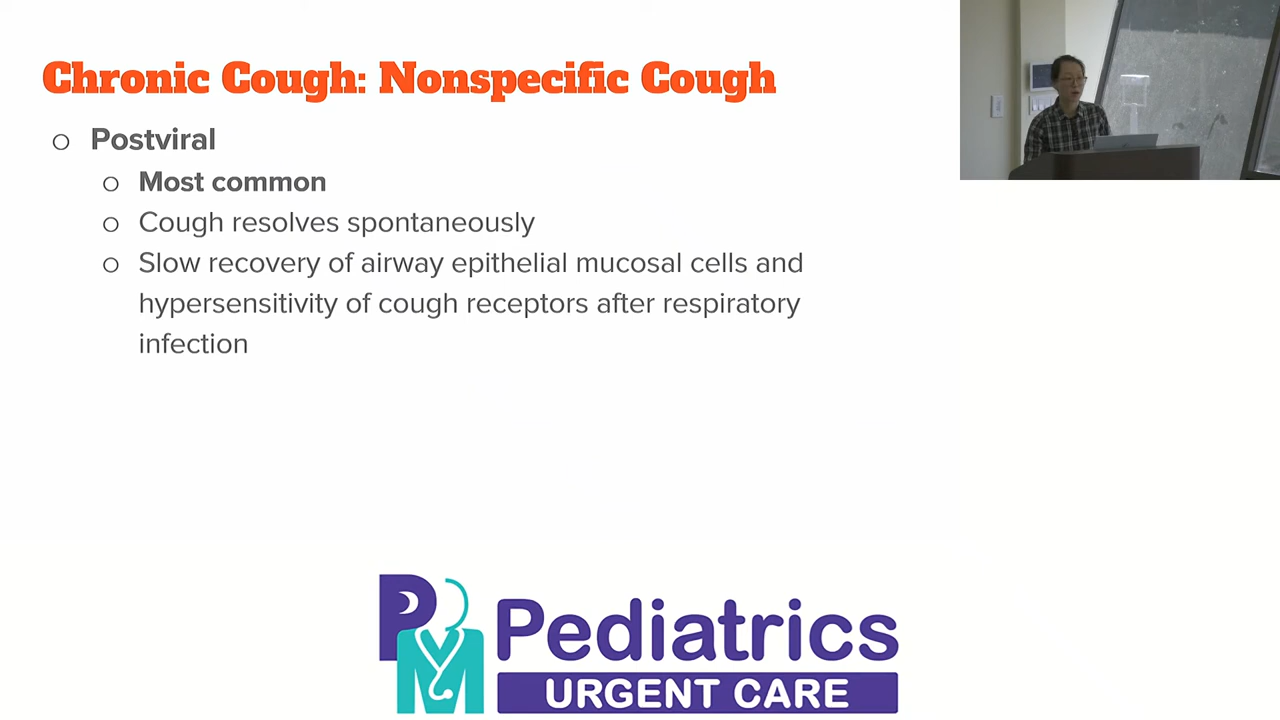 Chronic Cough: Nonspecific Cough
Postviral
Most common
Cough resolves spontaneously
Slow recovery of airway epithelial mucosal cells and
hypersensitivity of cough receptors after respiratory
infection
PM Pediatrics
URGENT CARE